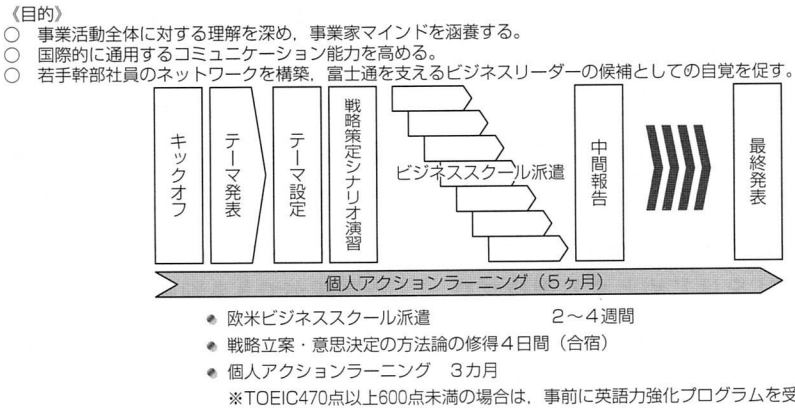 《目的》
○ 事業活動全体に対する理解を深め，事業家マインドを涵養する。
○ 国際的に通用するコミュニケーション能力を高める。
○ 若手幹部社員のネットワークを構築，富士通を支えるビジネスリーダーの候補としての自覚を促す。
キックオフ
テーマ発表
テーマ設定
戦略策定シナリオ演習
ビジネススクール派遣
中間報告
最終発表
個人アクションラーニング（５ヶ月）
● 欧米ビジネススクール派遣　２～４週間
● 戦略立案・意思決定の方法論の修得４日間（合宿）
● 個人アクションラーニング　３カ月
※TOEIC470点以上600点未満の場合は，事前に英語力強化プログラムを受